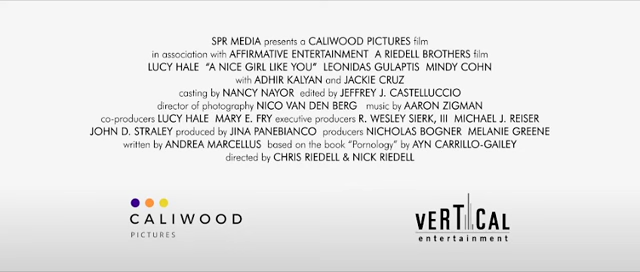 SPR MEDIA presents a CALIWOOD PICTURES film
in association with AFFIRMATIVE ENTERTAINMENT A RIEDELL BROTHERS film
LUCY HALE "A NICE GIRL LIKE YOU" LEONIDAS GULAPTIS MINDY COHN
with ADHIR KALYAN and JACKIE CRUZ
casting by NANCY NAYOR edited by JEFFREY J. CASTELLUCCIO
director of photography NICO VAN DEN BERG music by AARON ZIGMAN
co-producers LUCY HALE MARY E. FRY executive producers R. WESLEY SIERK, III MICHAEL J. REISER
JOHN D. STRALEY produced by JINA PANEBIANCO producers NICHOLAS BOGNER MELANIE GREENE
written by ANDREA MARCELLUS based on the book "Pornology" by AYN CARRILLO-GAILEY
directed by CHRIS RIEDELL & NICK RIEDELL
CALIWOOD
PICTURES
VERTICAL
entertainment